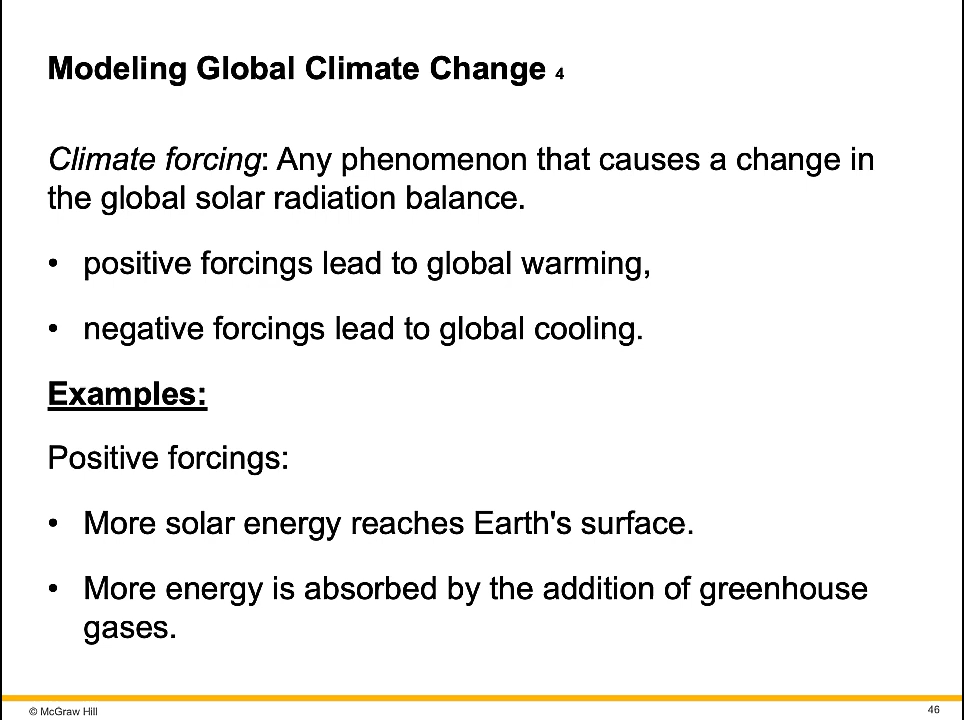 Modeling Global Climate Change 4
Climate forcing: Any phenomenon that causes a change in
the global solar radiation balance.
• positive forcings lead to global warming,
• negative forcings lead to global cooling.
Examples:
Positive forcings:
• More solar energy reaches Earth's surface.
• More energy is absorbed by the addition of greenhouse
gases.
© McGraw Hill
46